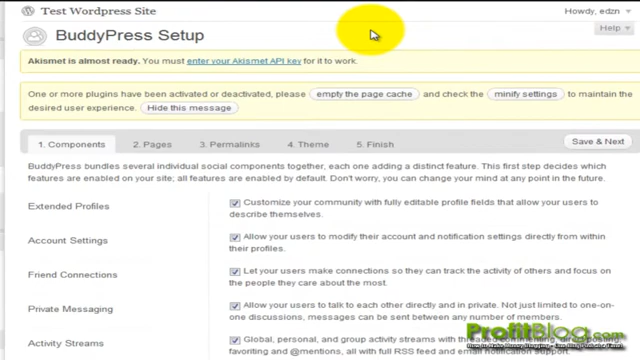 Test Wordpress Site
Howdy, edzn
Help
BuddyPress Setup
Akismet is almost ready. You must enter your Akismet API key for it to work.
One or more plugins have been activated or deactivated, please empty the page cache and check the minify settings to maintain the
desired user experience. Hide this message
1. Components 2. Pages 3. Permalinks 4. Theme 5. Finish Save & Next
BuddyPress bundles several individual social components together, each one adding a distinct feature. This first step decides which
features are enabled on your site; all features are enabled by default. Don't worry, you can change your mind at any point in the future.
Extended Profiles
Customize your community with fully editable profile fields that allow your users to
describe themselves.
Account Settings
Allow your users to modify their account and notification settings directly from within
their profiles.
Friend Connections
Let your users make connections so they can track the activity of others and focus on
the people they care about the most.
Private Messaging
Allow your users to talk to each other directly and in private. Not just limited to one-on-
one discussions, messages can be sent between any number of members.
Activity Streams
Global, personal, and group activity streams with threaded commenting, direct posting,
favoriting and @mentions, all with full RSS feed and email notification support.
ProfitBlog.com